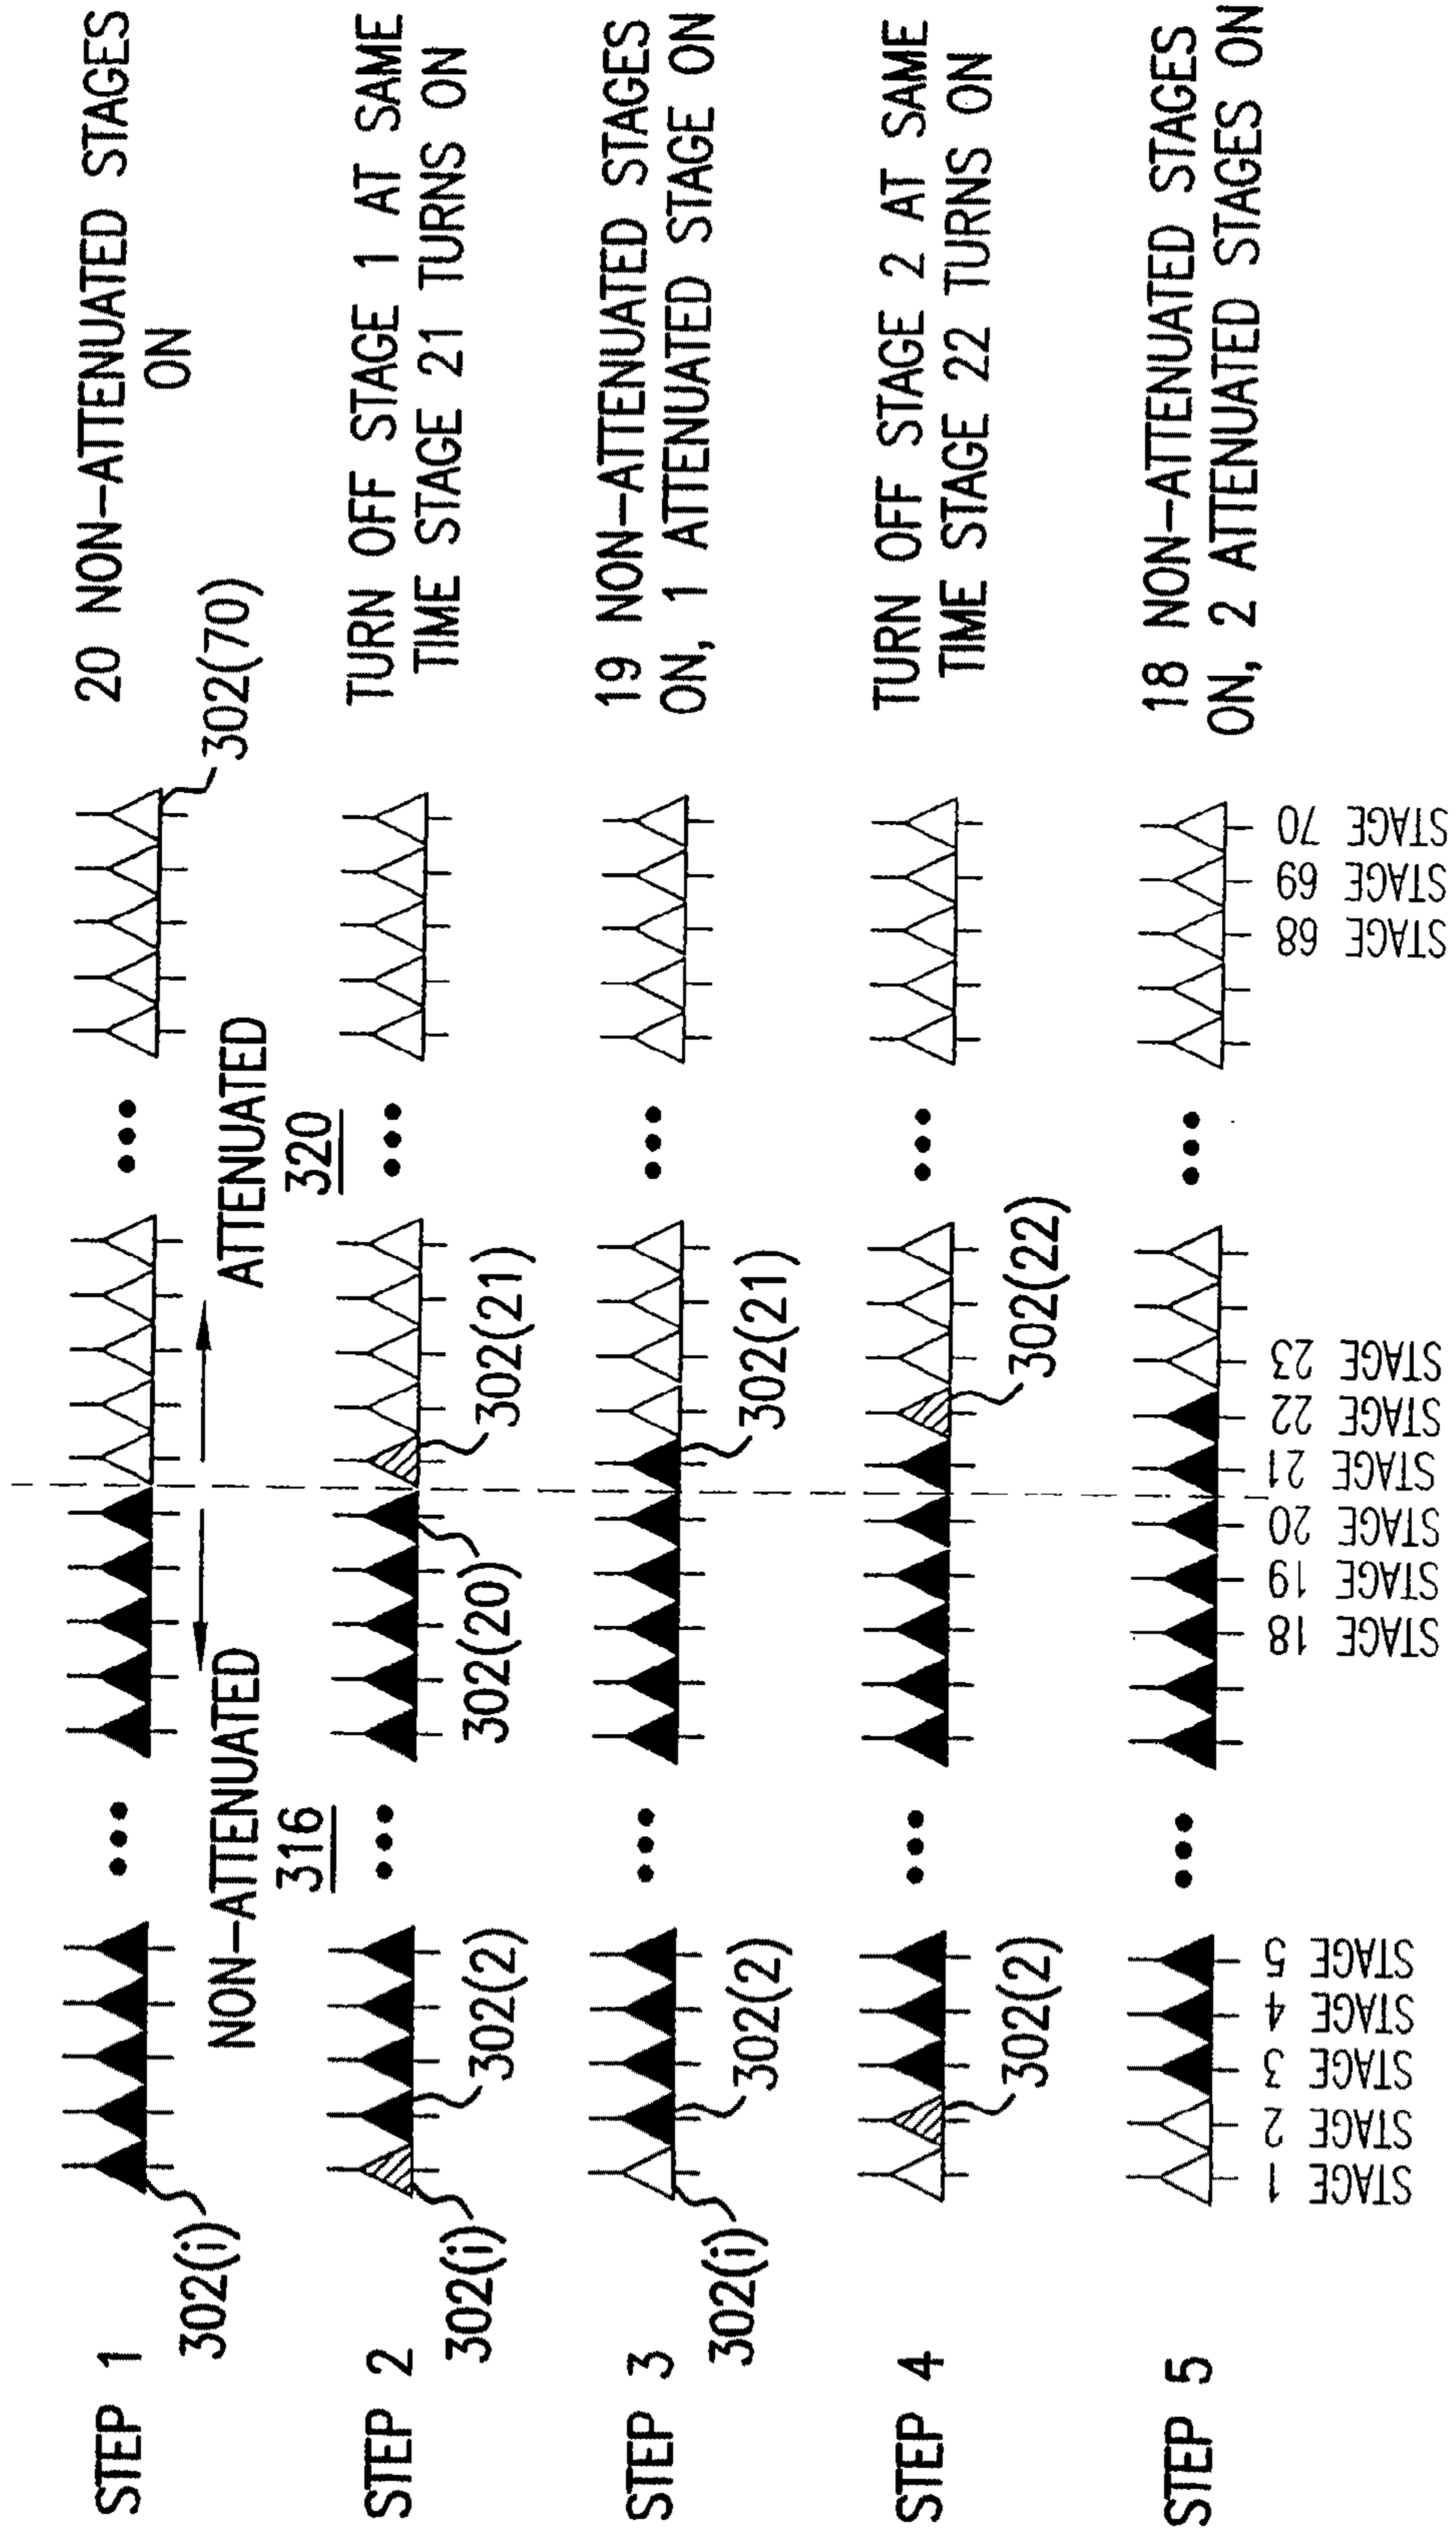 STEP 1
302(i)
NON-ATTENUATED
316
ATTENUATED
320
302(70)
20 NON-ATTENUATED STAGES
ON
STEP 2
302(i)
302(2)
302(20)
302(21)
TURN OFF STAGE 1 AT SAME
TIME STAGE 21 TURNS ON
STEP 3
302(i)
302(2)
302(21)
19 NON-ATTENUATED STAGES
ON, 1 ATTENUATED STAGE ON
STEP 4
302(2)
302(22)
TURN OFF STAGE 2 AT SAME
TIME STAGE 22 TURNS ON
STEP 5
18 NON-ATTENUATED STAGES
ON, 2 ATTENUATED STAGES ON
STAGE 1
STAGE 2
STAGE 3
STAGE 4
STAGE 5
STAGE 18
STAGE 19
STAGE 20
STAGE 21
STAGE 22
STAGE 23
STAGE 68
STAGE 69
STAGE 70